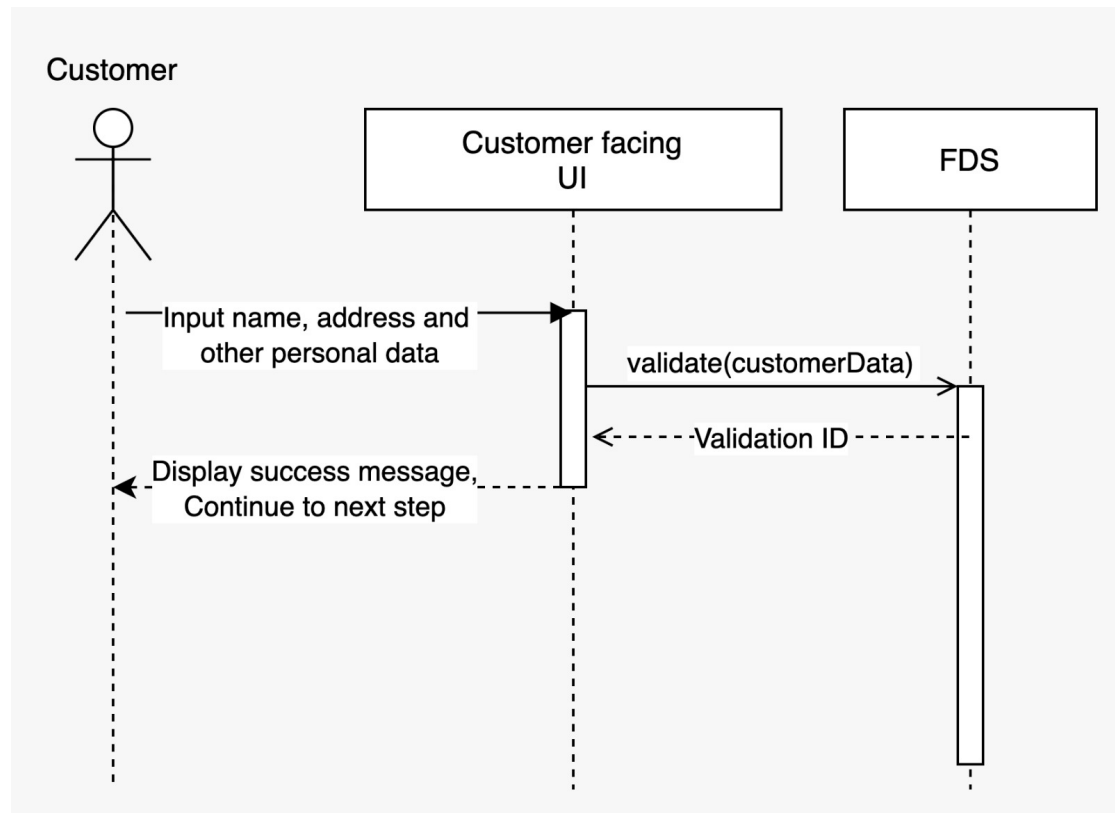 Customer
Customer facing
UI
FDS
Input name, address and
other personal data
validate(customerData)
Validation ID
Display success message,
Continue to next step